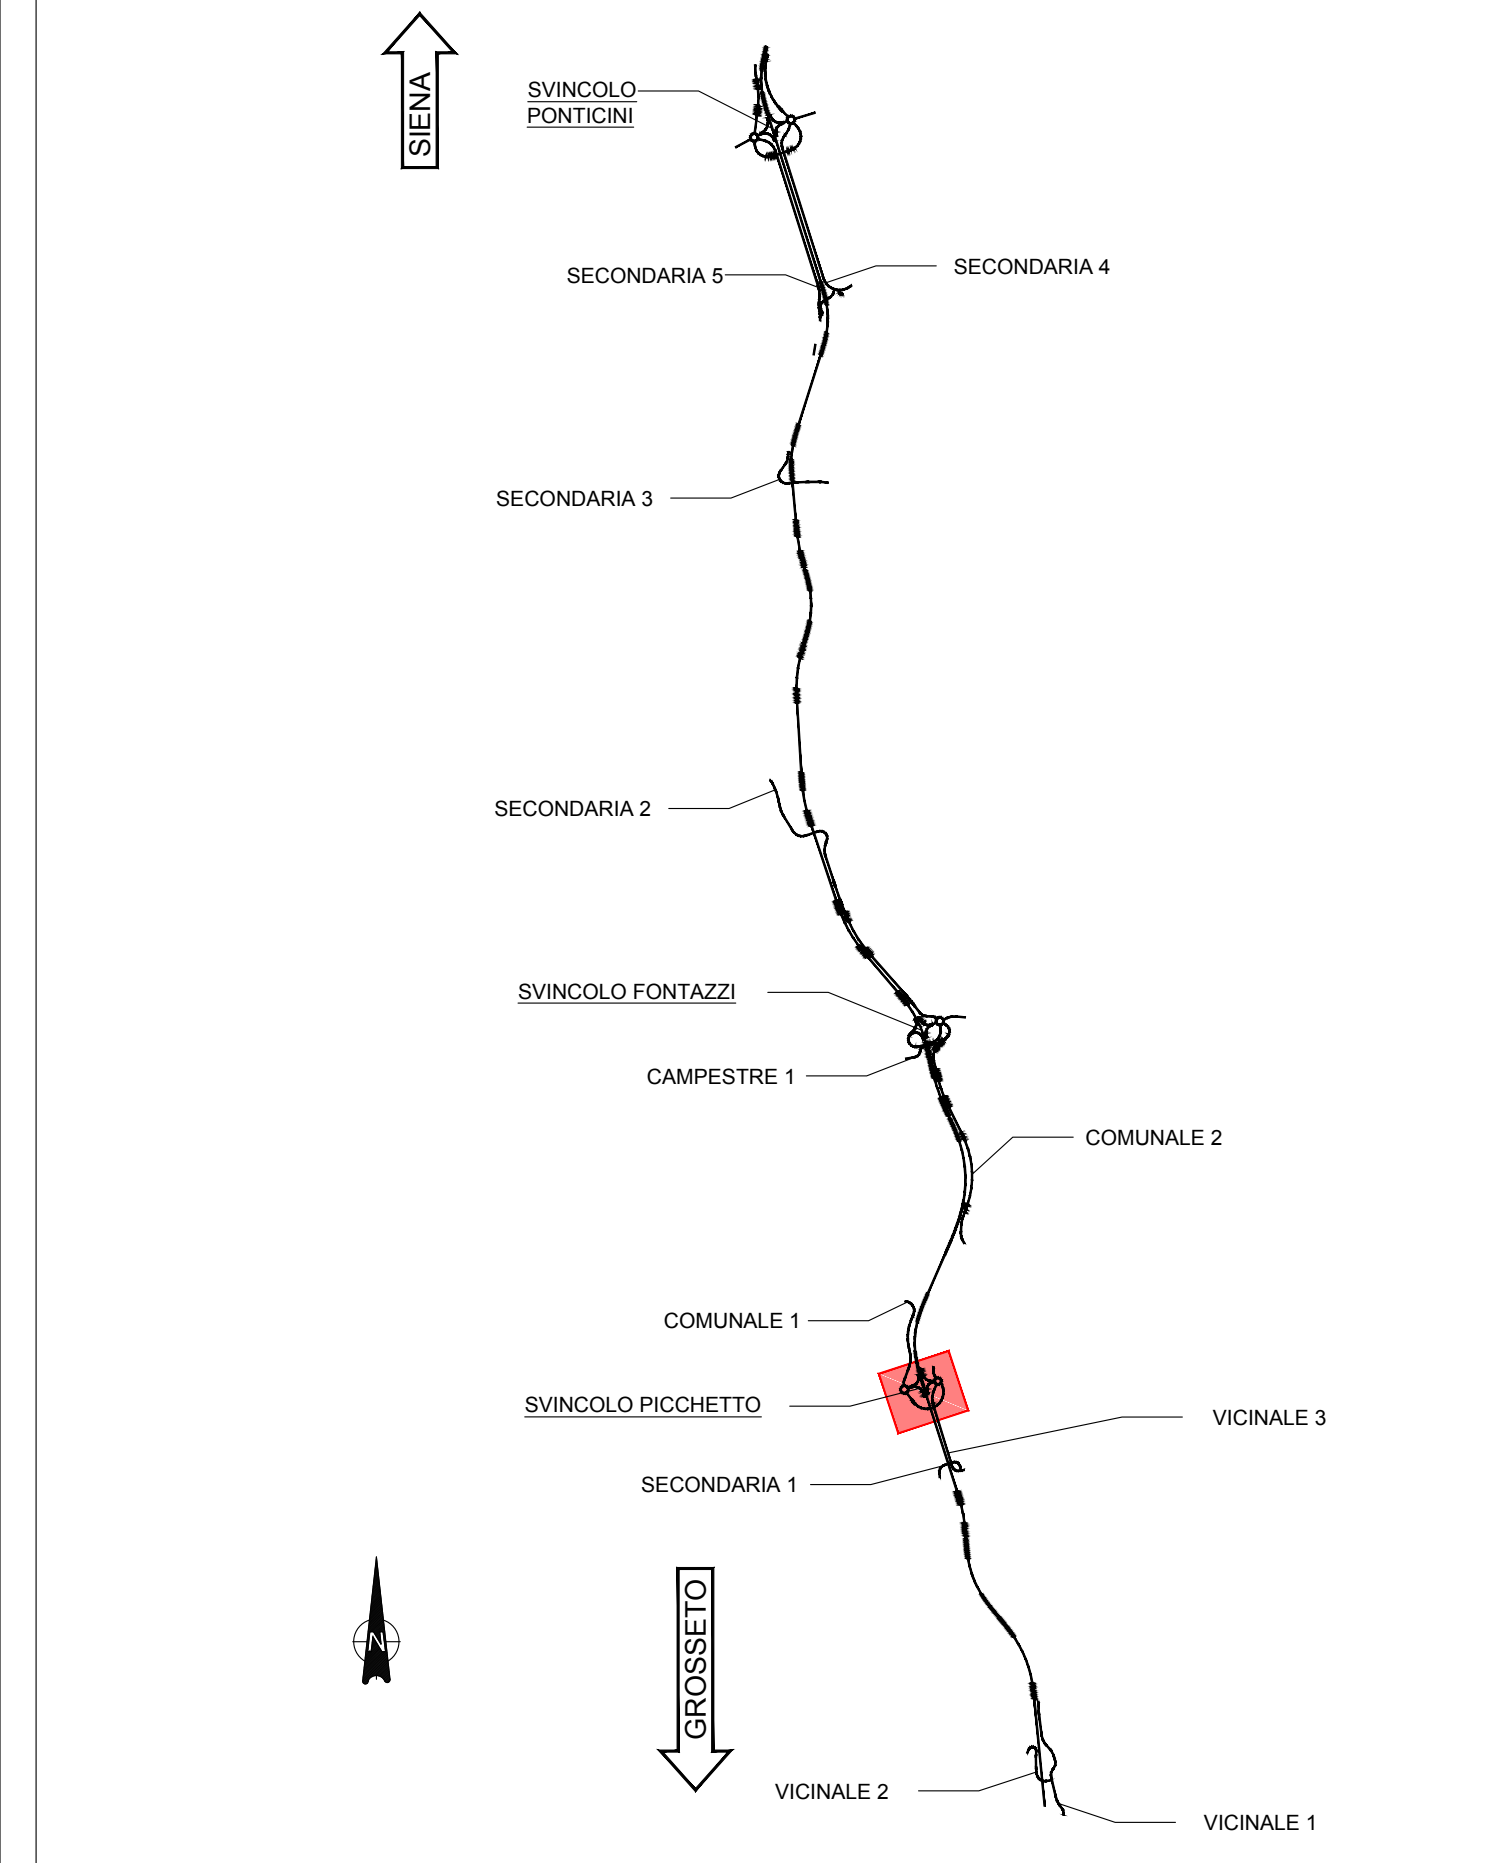 SIENA
SVINCOLO
PONTICINI
SECONDARIA 4
SECONDARIA 5
SECONDARIA 3
SECONDARIA 2
SVINCOLO FONTAZZI
CAMPESTRE 1
COMUNALE 2
COMUNALE 1
SVINCOLO PICCHETTO
VICINALE 3
SECONDARIA 1
N
GROSSETO
VICINALE 2
VICINALE 1